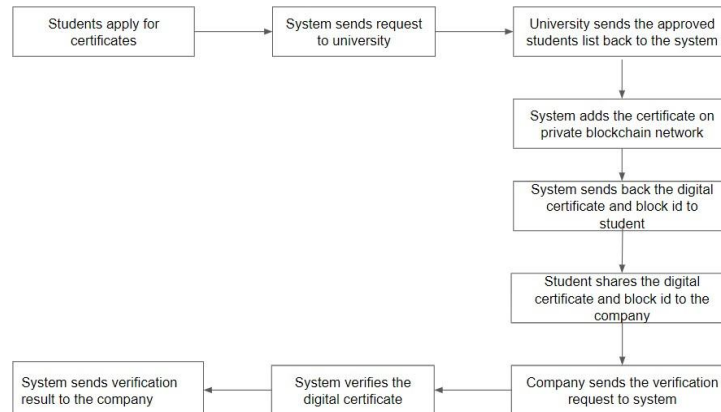 Students apply for
certificates
System sends request
to university
University sends the approved
students list back to the system
System adds the certificate on
private blockchain network
System sends back the digital
certificate and block id to
student
Student shares the digital
certificate and block id to the
company
Company sends the verification
request to system
System verifies the
digital certificate
System sends verification
result to the company